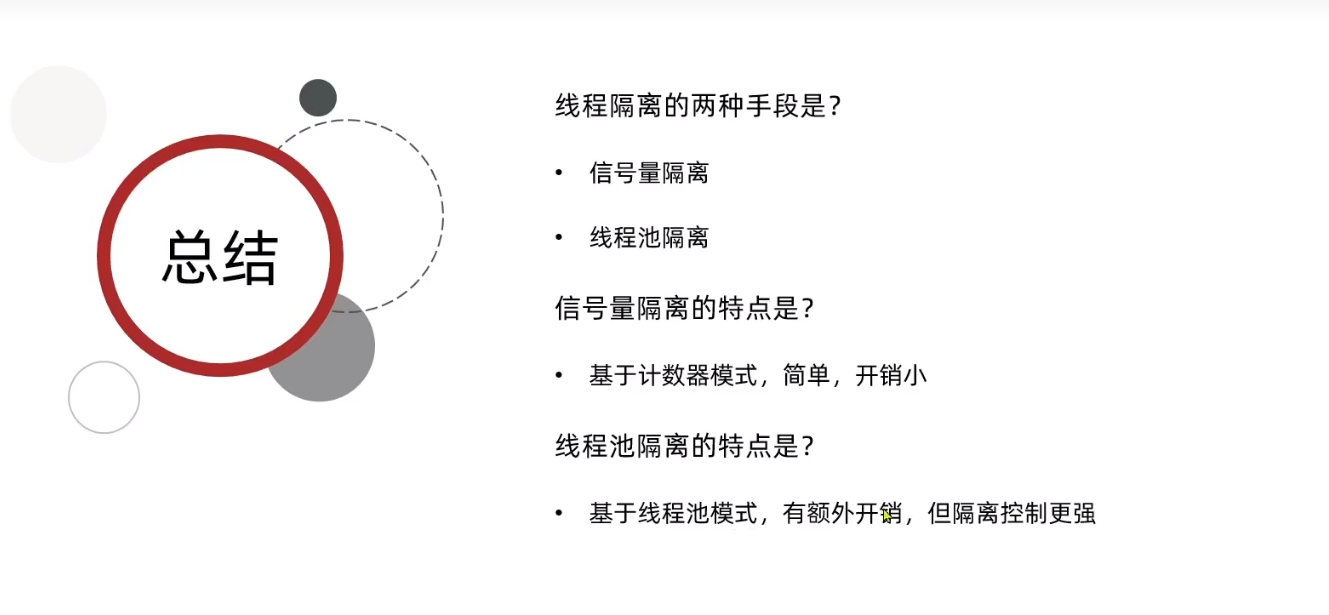 总结
线程隔离的两种手段是?
• 信号量隔离
• 线程池隔离
信号量隔离的特点是?
• 基于计数器模式，简单，开销小
线程池隔离的特点是?
• 基于线程池模式，有额外开销，但隔离控制更强